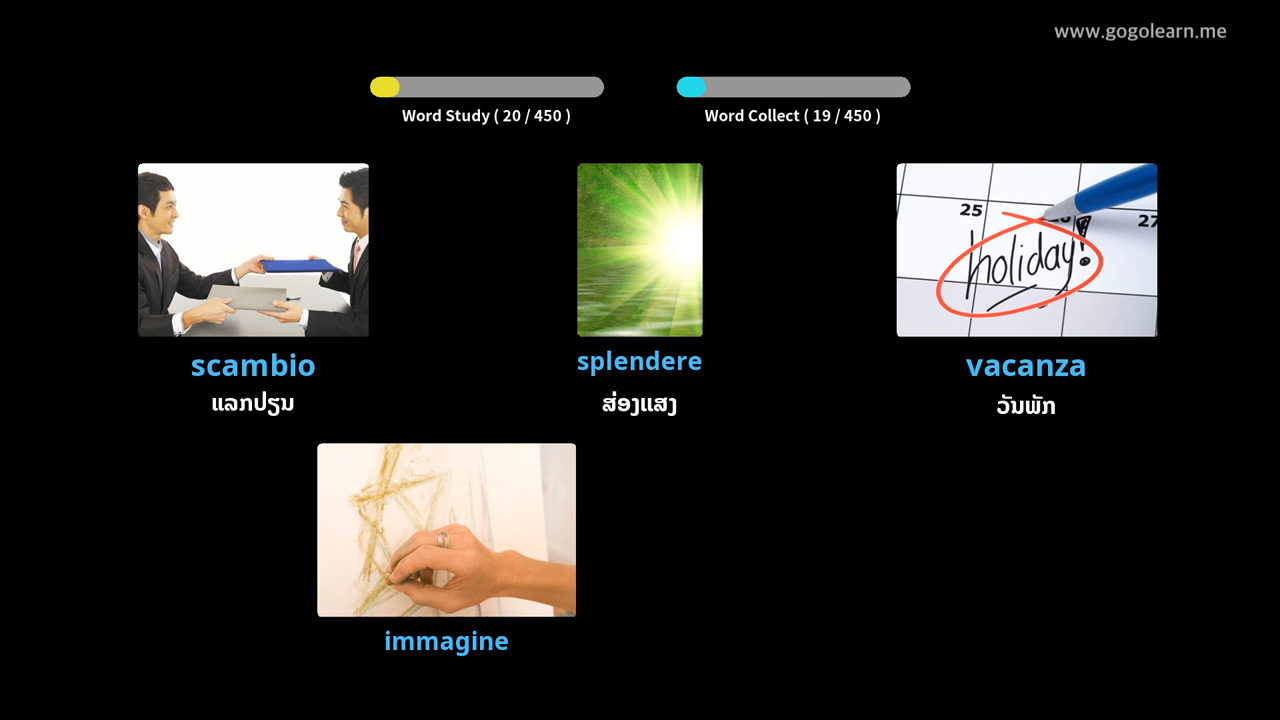 www.gogolearn.me
Word Study ( 20 / 450 )
Word Collect ( 19 / 450 )
25
27
holiday!
scambio
splendere
vacanza
ແລກປຽນ
ສ່ອງແສງ
ວັນພັກ
immagine